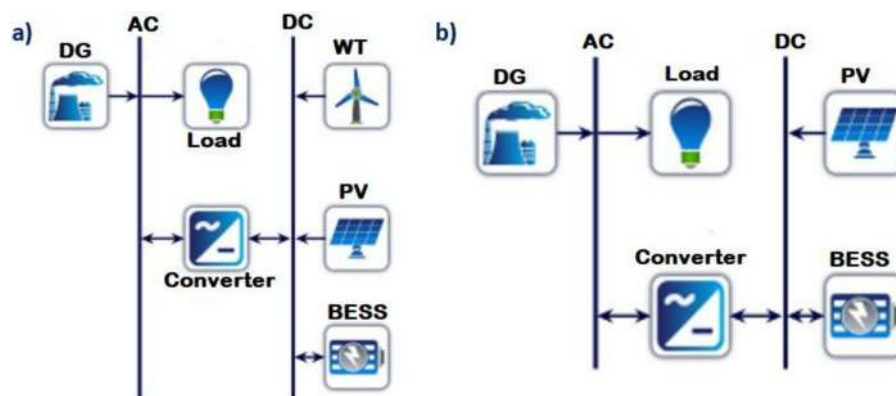 a)
AC
DC
DG
WT
Load
PV
Converter
BESS
b)
AC
DC
DG
Load
PV
Converter
BESS